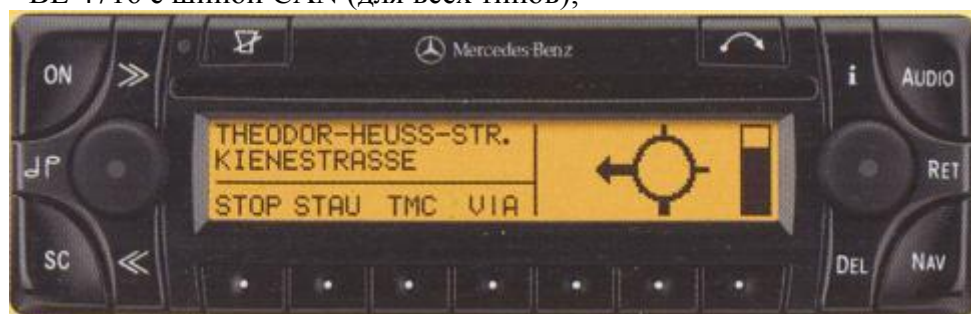 BE 4716 с шиной CAN (для всех типов);
Mercedes-Benz
ON
i
AUDIO
THEODOR-HEUSS-STR.
KIENESTRASSE
RET
STOP STAU TMC VIA
SC
DEL
NAV